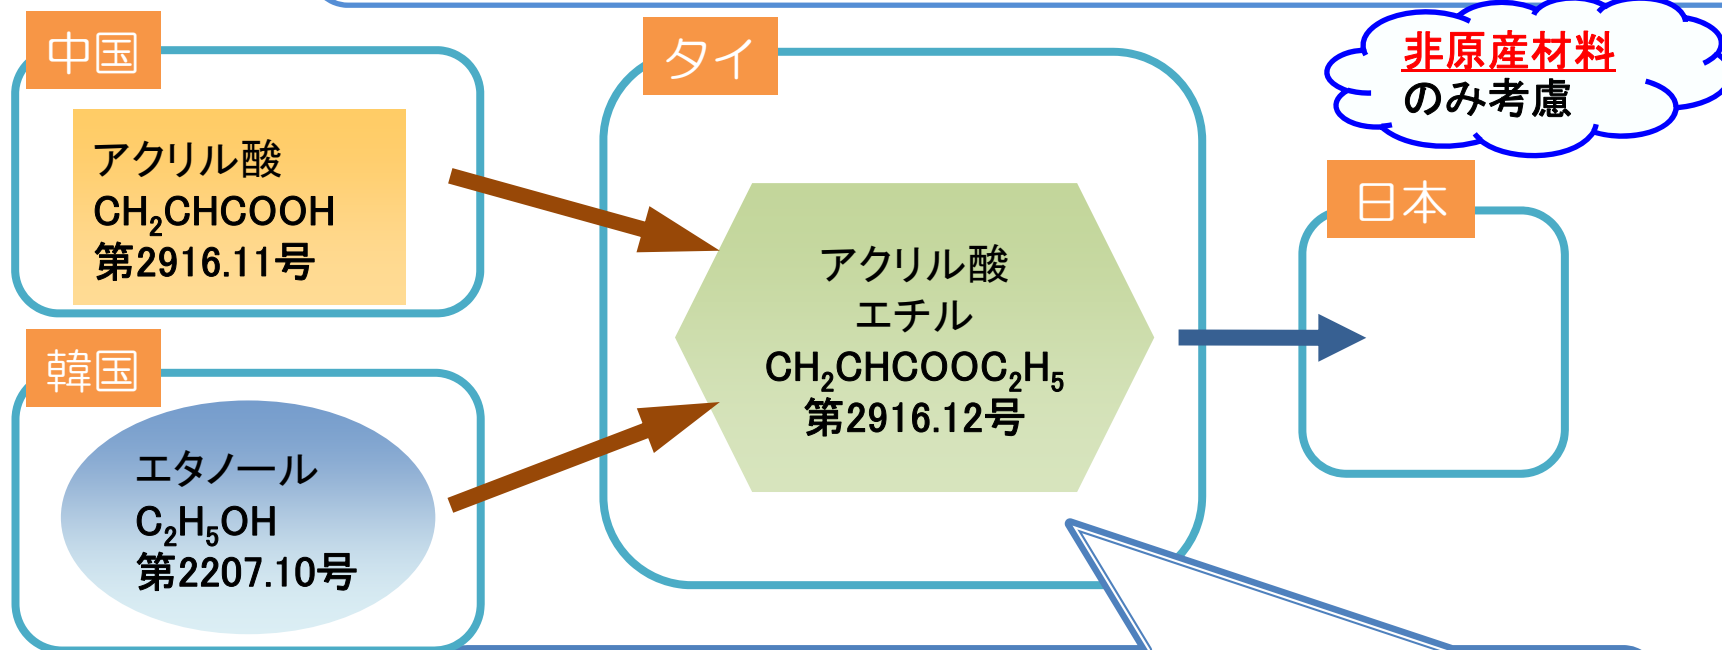 中国
アクリル酸
CH₂CHCOOH
第2916.11号
韓国
エタノール
C₂H₅OH
第2207.10号
タイ
アクリル酸
エチル
CH₂CHCOOC₂H₅
第2916.12号
非原産材料
のみ考慮
日本